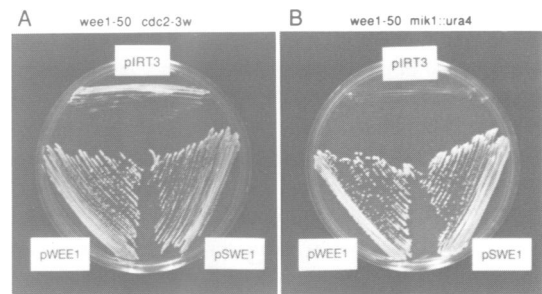 A wee1-50 cdc2-3w
B wee1-50 mik1::ura4
pIRT3
pIRT3
pWEE1
pSWE1
pWEE1
pSWE1